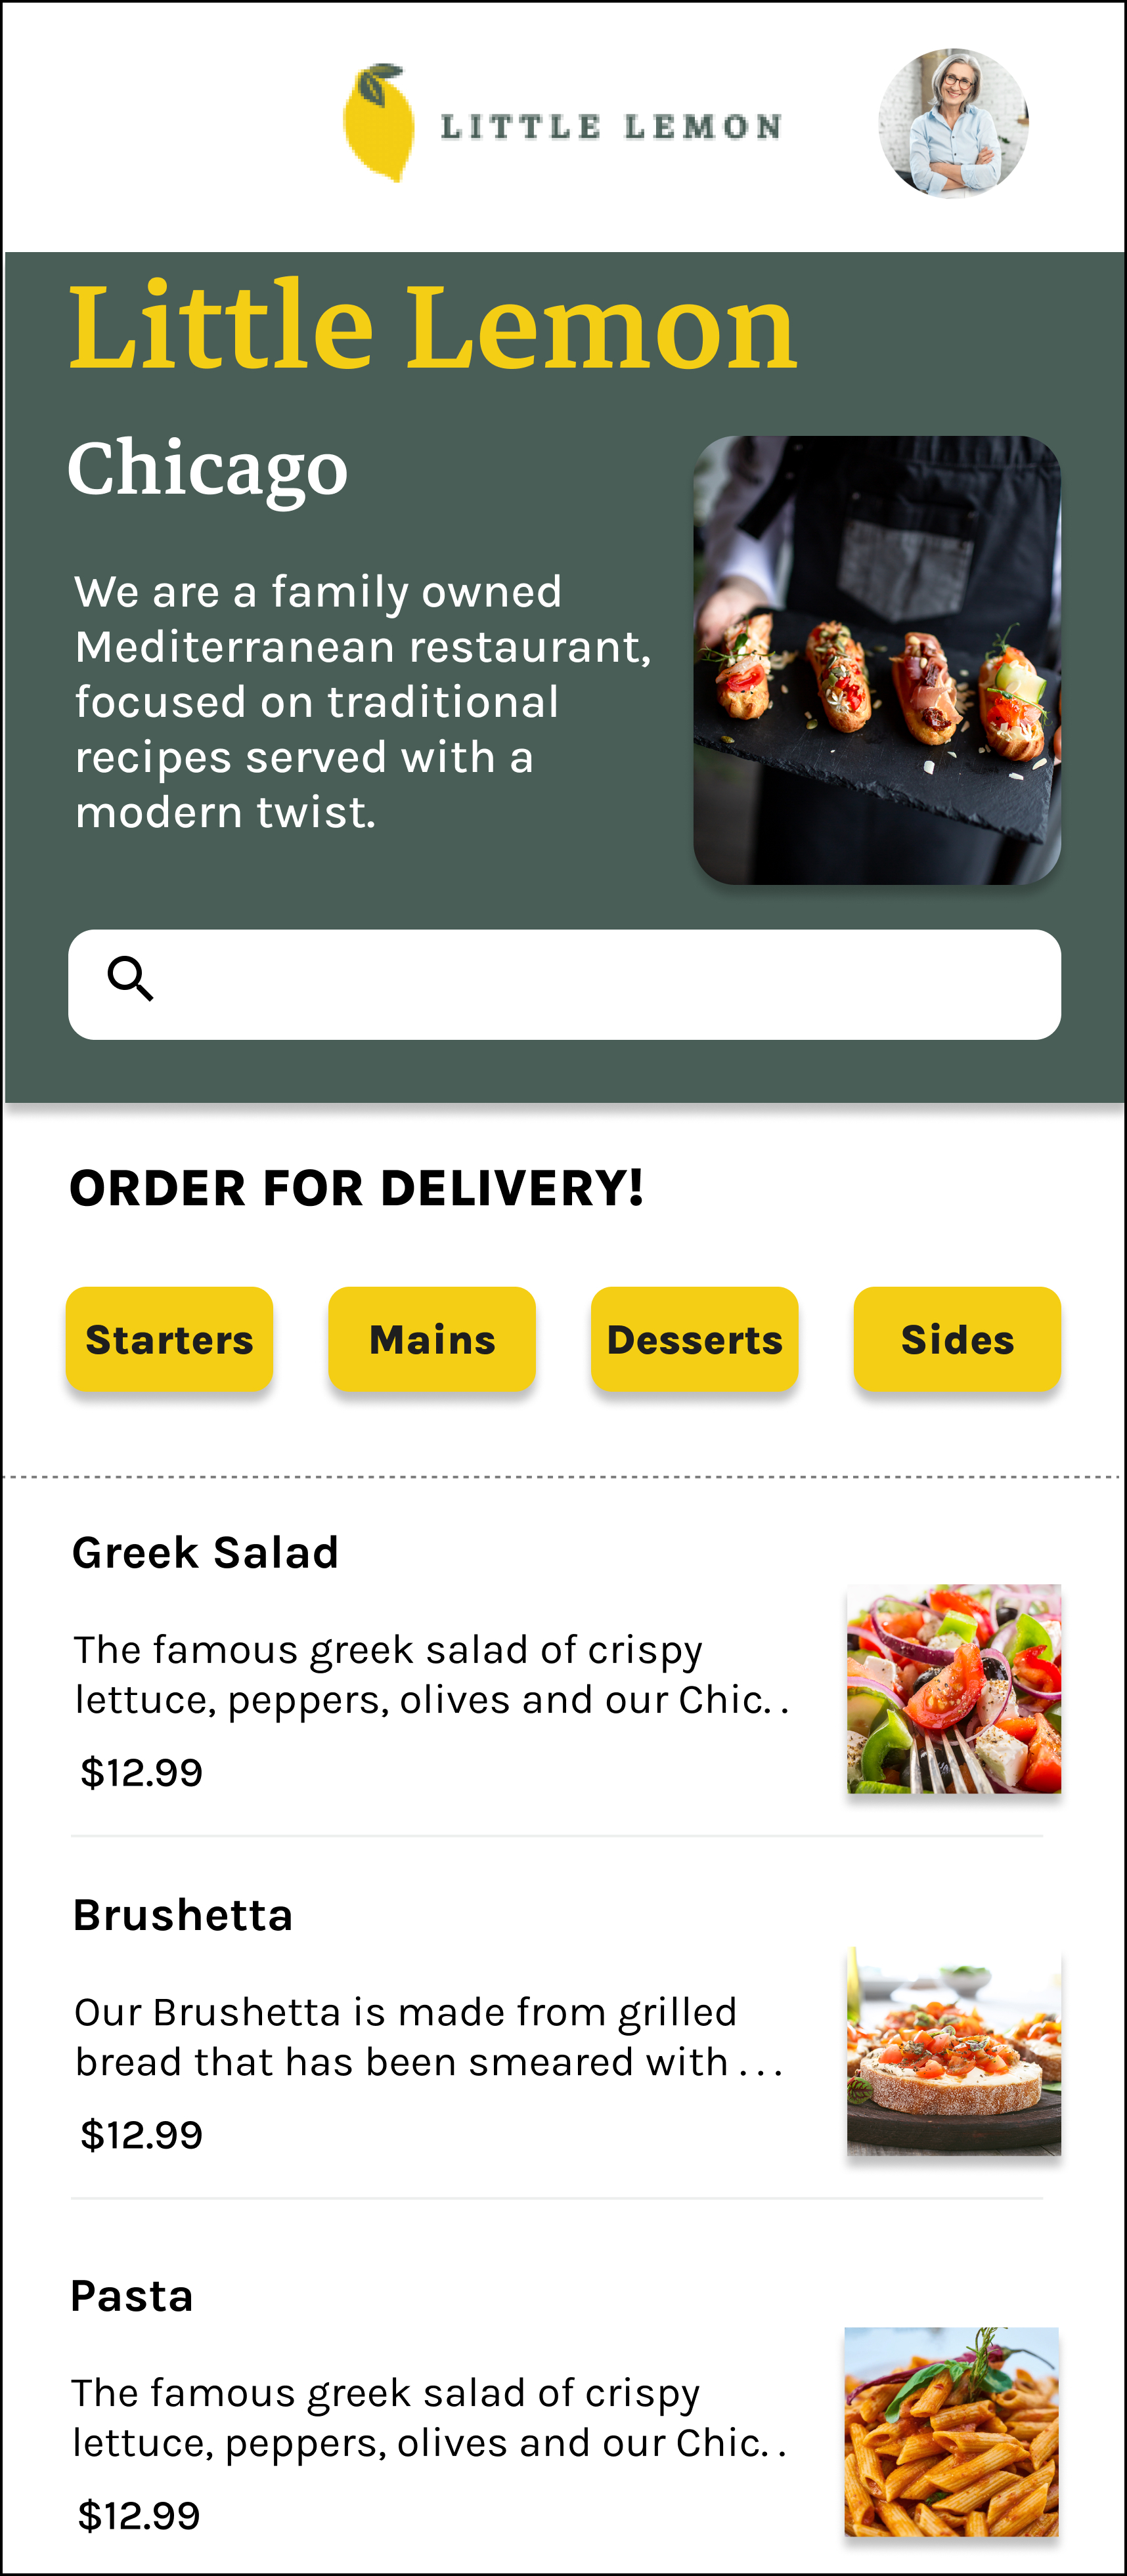 LITTLE LEMON
Little Lemon
Chicago
We are a family owned
Mediterranean restaurant,
focused on traditional
recipes served with a
modern twist.
ORDER FOR DELIVERY!
Starters Mains Desserts Sides
Greek Salad
The famous greek salad of crispy
lettuce, peppers, olives and our Chic. .
$12.99
Brushetta
Our Brushetta is made from grilled
bread that has been smeared with . . .
$12.99
Pasta
The famous greek salad of crispy
lettuce, peppers, olives and our Chic. .
$12.99